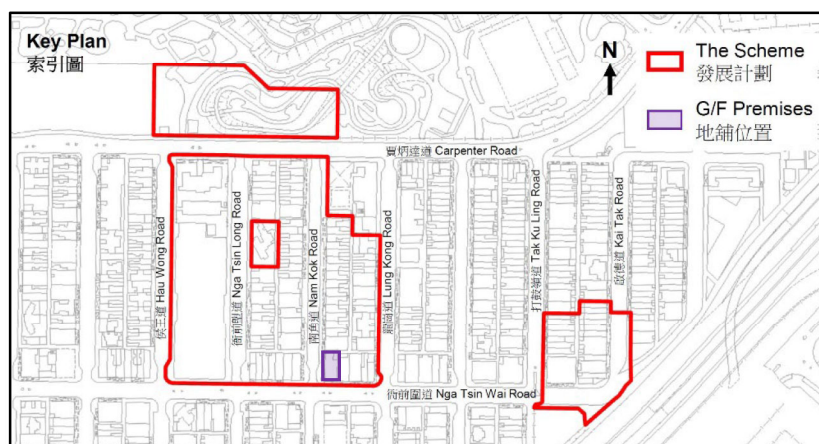 Key Plan
索引圖
N
The Scheme
發展計劃
G/F Premises
地舖位置
賈炳達道 Carpenter Road
侯王道 Hau Wong Road
衙前塱道 Nga Tsin Long Road
南角道 Nam Kok Road
龍崗道 Lung Kong Road
打鼓嶺道 Tak Ku Ling Road
啟德道 Kai Tak Road
衙前圍道 Nga Tsin Wai Road